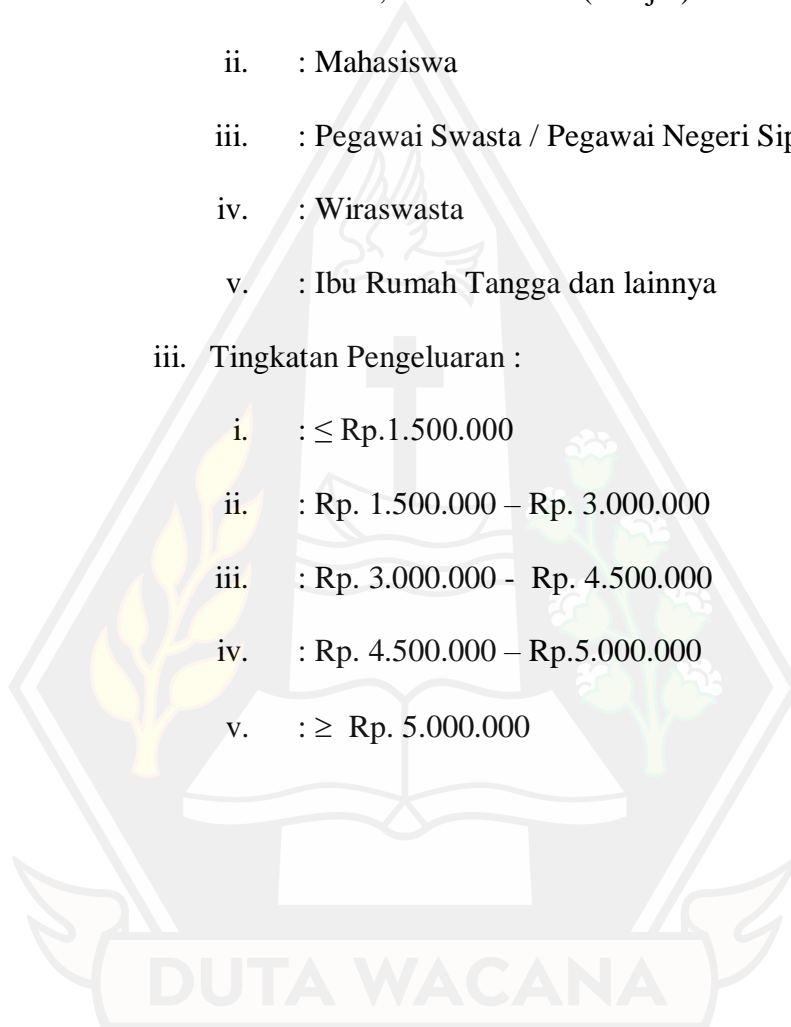 ii. : Mahasiswa
iii. : Pegawai Swasta / Pegawai Negeri
iv. : Wiraswasta
v. : Ibu Rumah Tangga dan lainnya
iii. Tingkatan Pengeluaran :
i. : ≤ Rp.1.500.000
ii. : Rp. 1.500.000 – Rp. 3.000.000
iii. : Rp. 3.000.000 - Rp. 4.500.000
iv. : Rp. 4.500.000 – Rp.5.000.000
v. : ≥ Rp. 5.000.000
DUTA WACANA